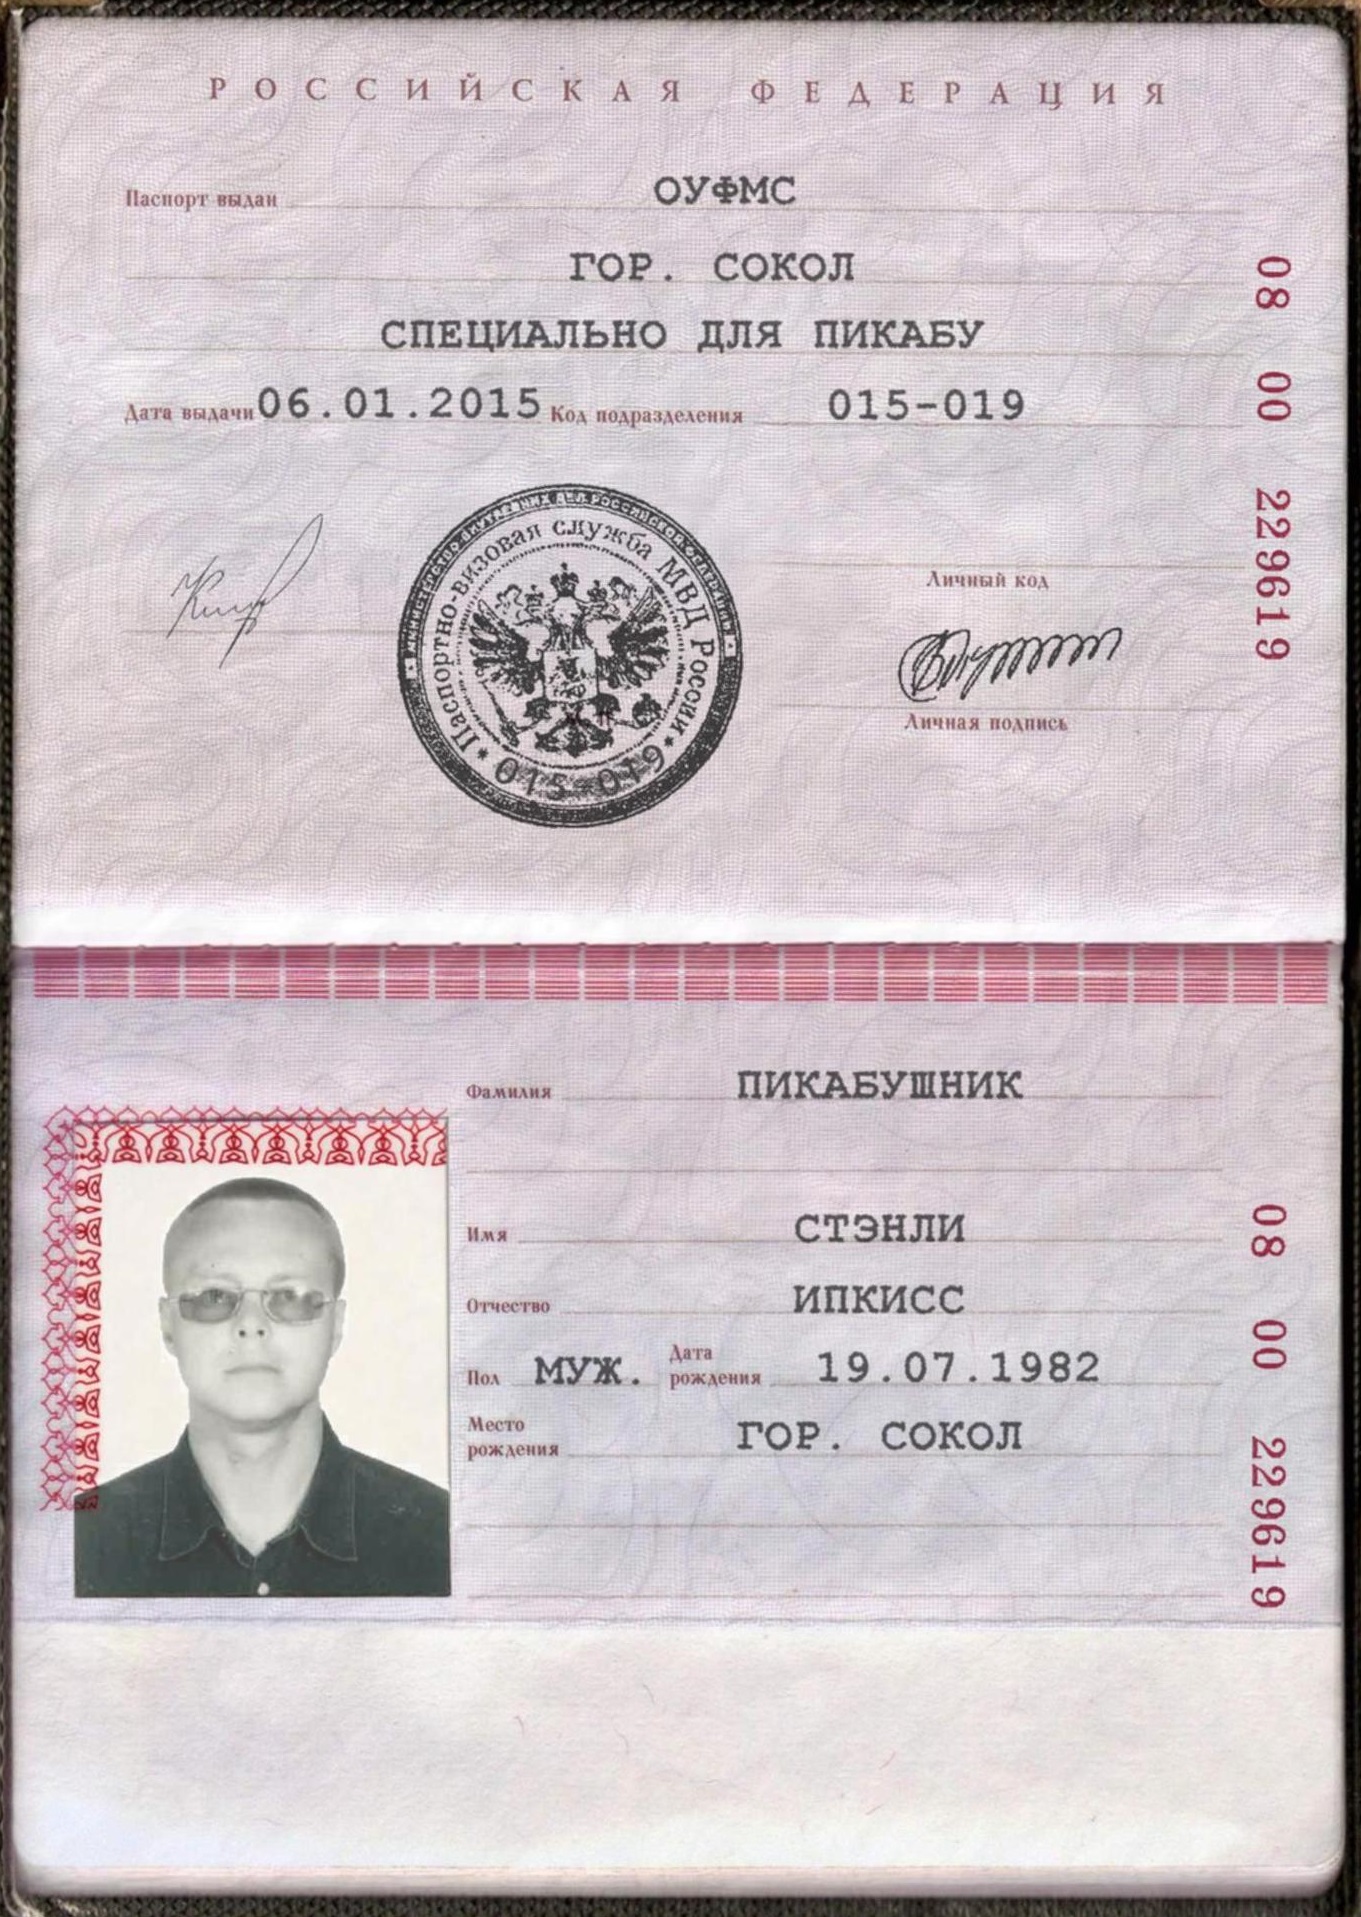 РОССИЙСКАЯ ФЕДЕРАЦИЯ
Паспорт выдан ОУФМС
ГОР. СОКОЛ
СПЕЦИАЛЬНО ДЛЯ ПИКАБУ
Дата выдачи 06.01.2015 Код подразделения 015-019
Паспортно-визовая служба МВД России
015-019
Личный код
Личная подпись
08 00 229619
Фамилия ПИКАБУШНИК
Имя СТЭНЛИ
Отчество ИПКИСС
Пол МУЖ. Дата рождения 19.07.1982
Место рождения ГОР. СОКОЛ
08 00 229619